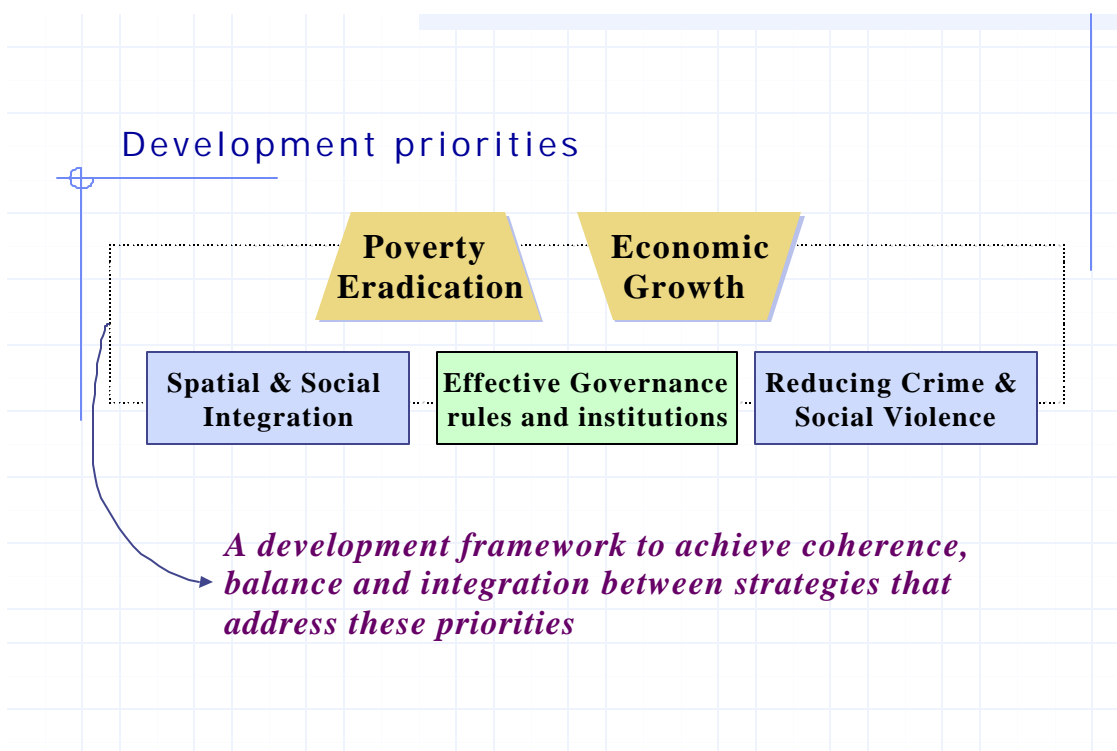 Development priorities
Poverty
Eradication
Economic
Growth
Spatial & Social
Integration
Effective Governance
rules and institutions
Reducing Crime &
Social Violence
A development framework to achieve coherence,
balance and integration between strategies that
address these priorities